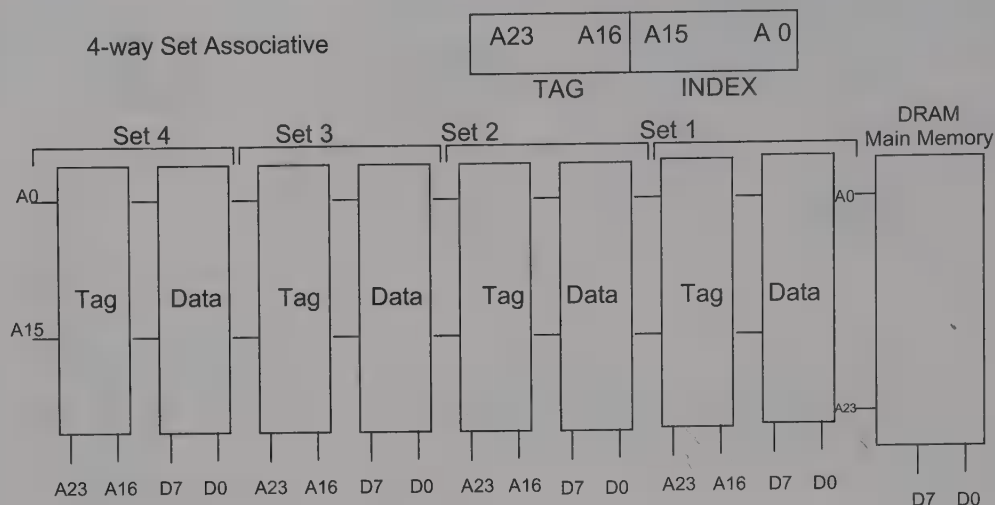 4-way Set Associative
A23 A16 A15 A 0
TAG INDEX
DRAM
Main Memory
Set 4 Set 3 Set 2 Set 1
A0 A0
Tag Data Tag Data Tag Data Tag Data
A15
A23
A23 A16 D7 D0 A23 A16 D7 D0 A23 A16 D7 D0 A23 A16 D7 D0
D7 D0